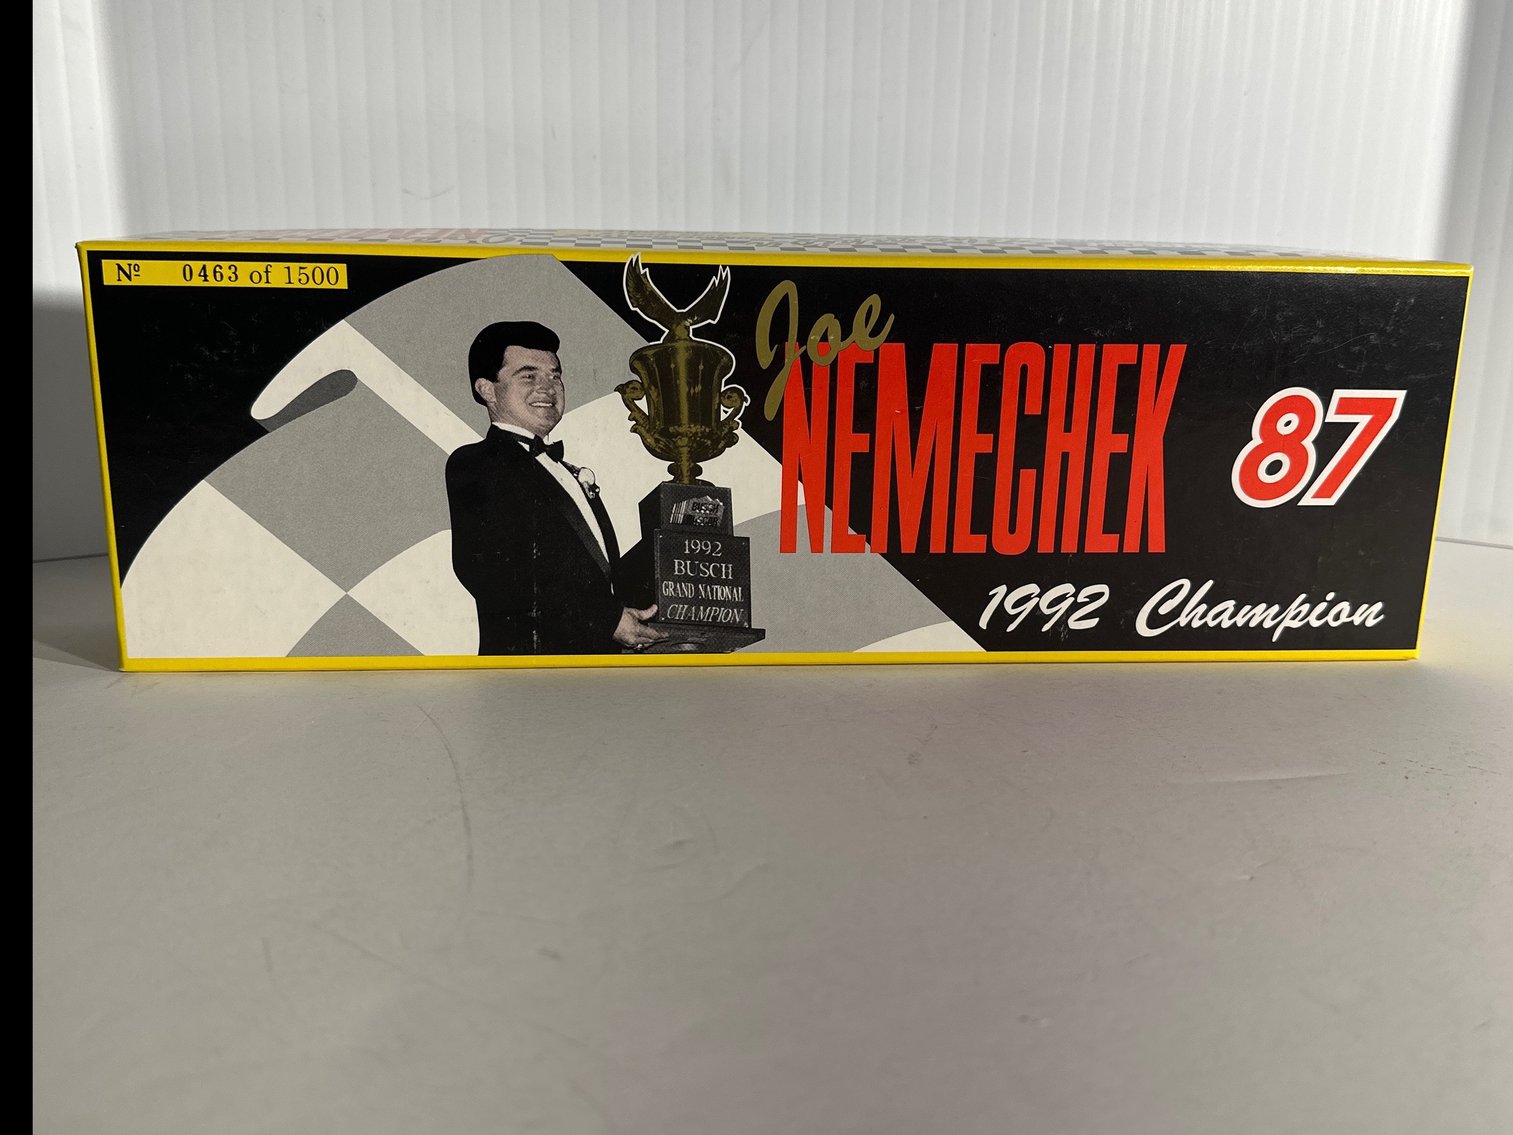 Nº 0463 of 1500
Joe
NEMECHEK
87
1992 Champion
1992
BUSCH
GRAND NATIONAL
CHAMPION